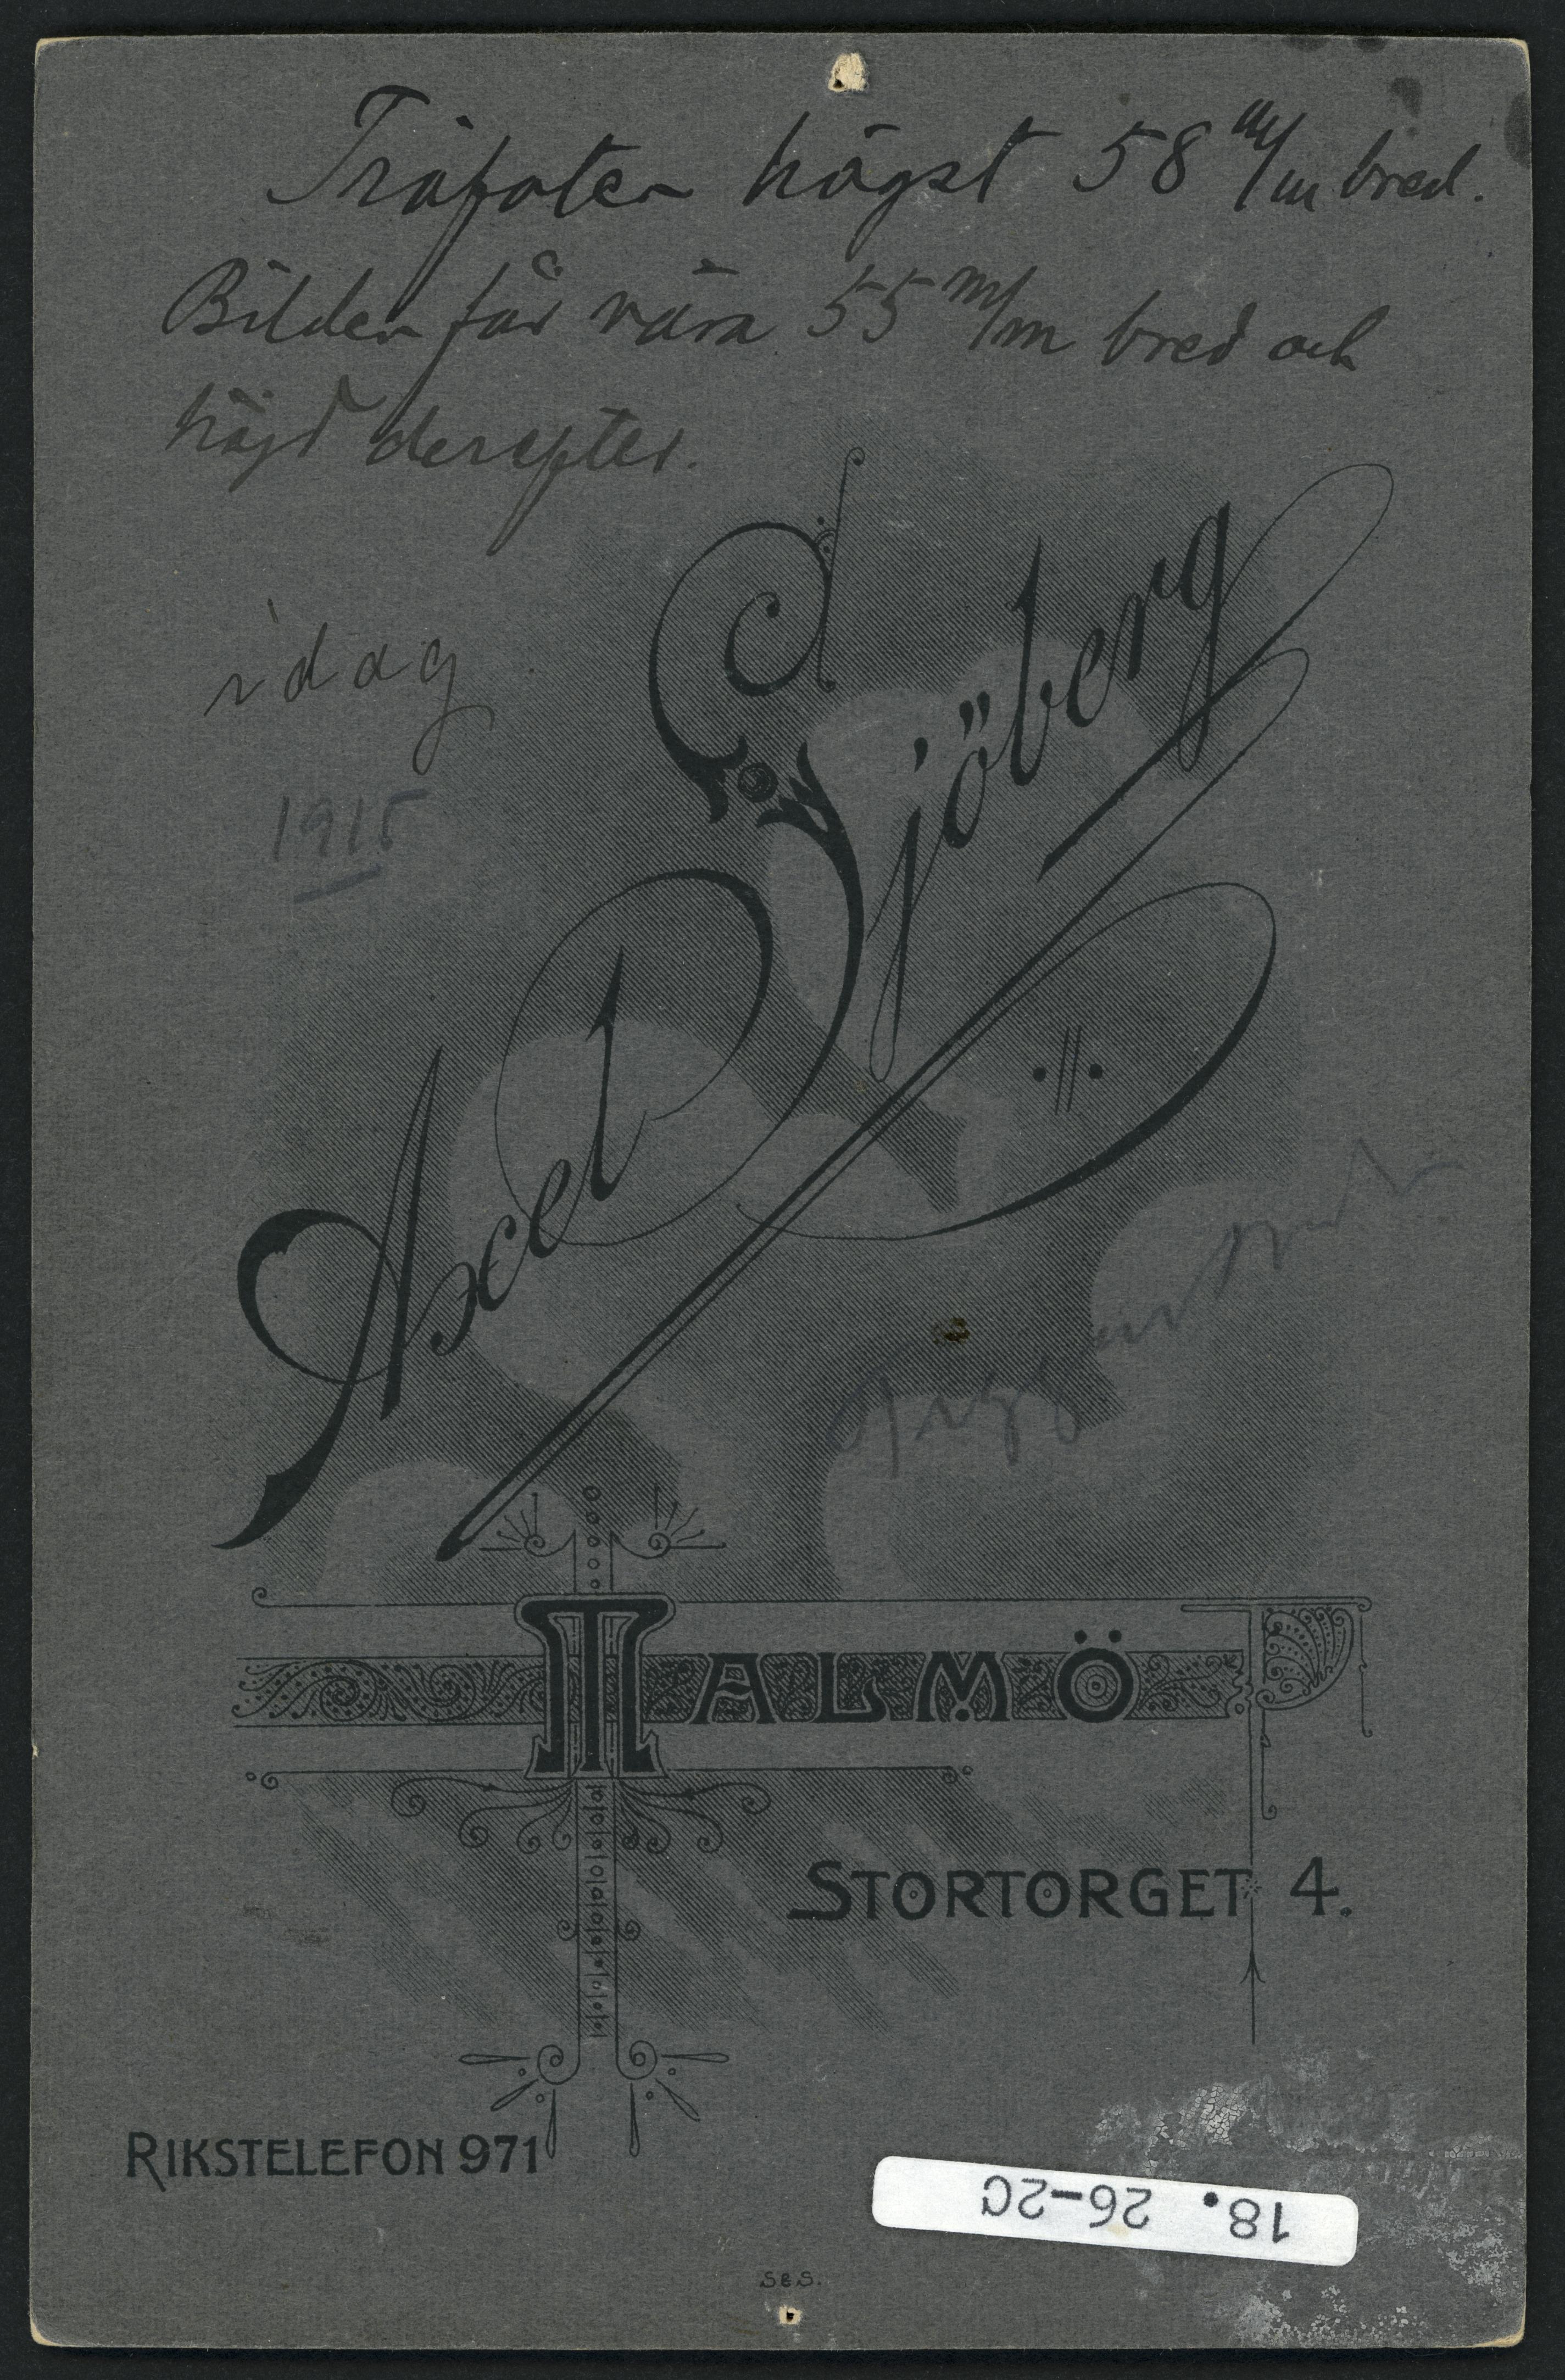 Träfoten högst 58 m/m bred.
Bilden får vara 55 m/m bred och
höjd derefter.
idag
1915
Axel Sjöberg
MALMÖ
STORTORGET 4.
RIKSTELEFON 971
18. 26-2C
S&S.